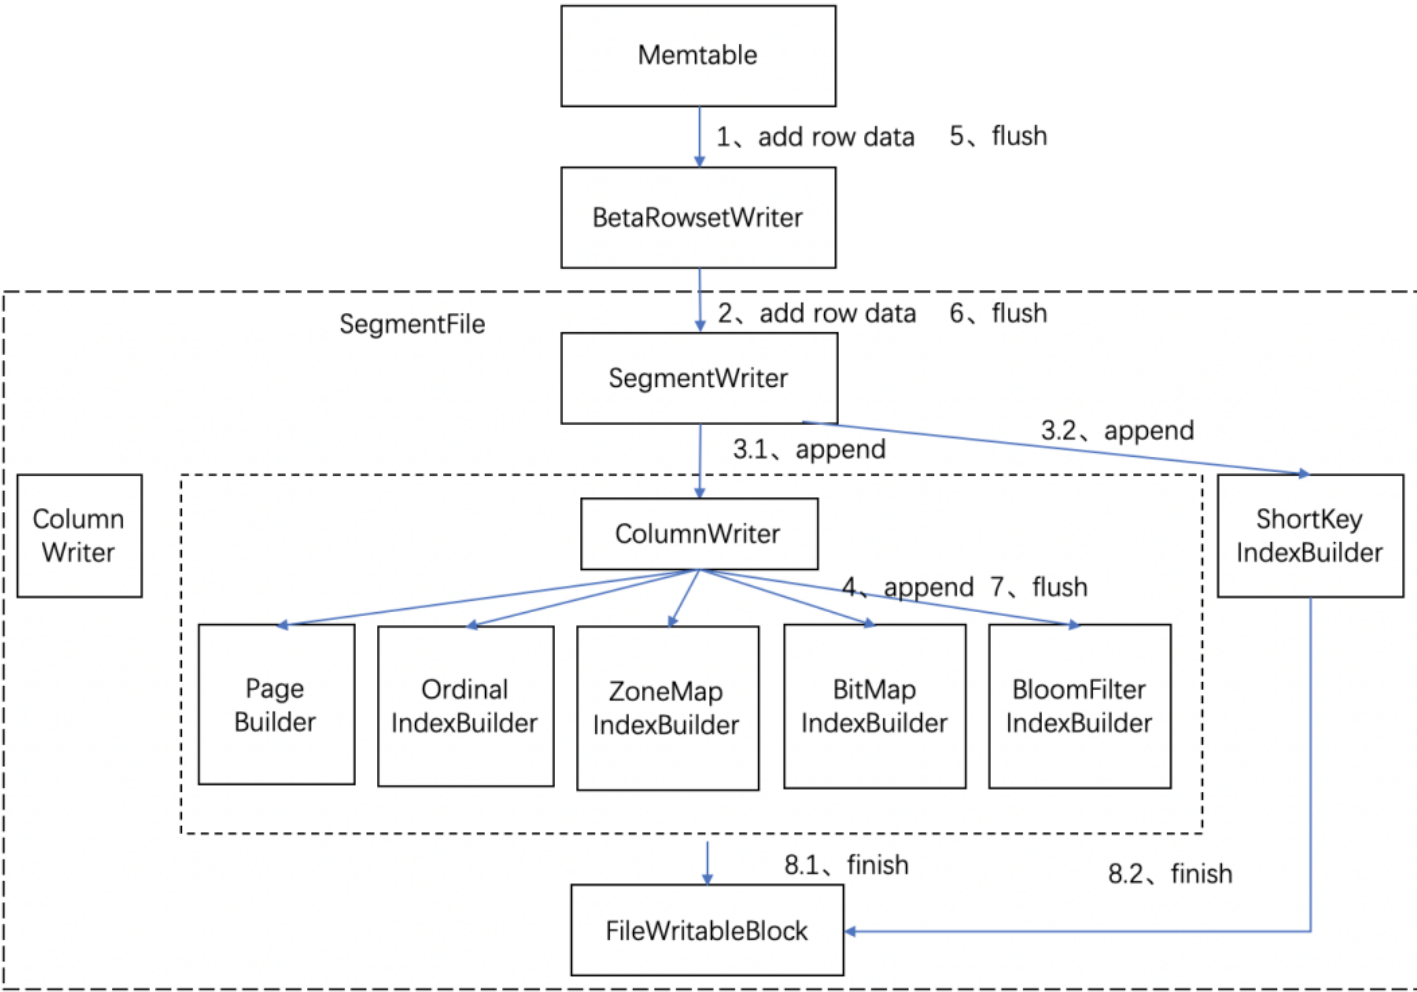 Memtable
1、add row data 5、flush
BetaRowsetWriter
2、add row data 6、flush
SegmentFile
SegmentWriter
3.1、append
3.2、append
Column
Writer
ColumnWriter
ShortKey
IndexBuilder
4、append 7、flush
Page
Builder
Ordinal
IndexBuilder
ZoneMap
IndexBuilder
BitMap
IndexBuilder
BloomFilter
IndexBuilder
8.1、finish
8.2、finish
FileWritableBlock